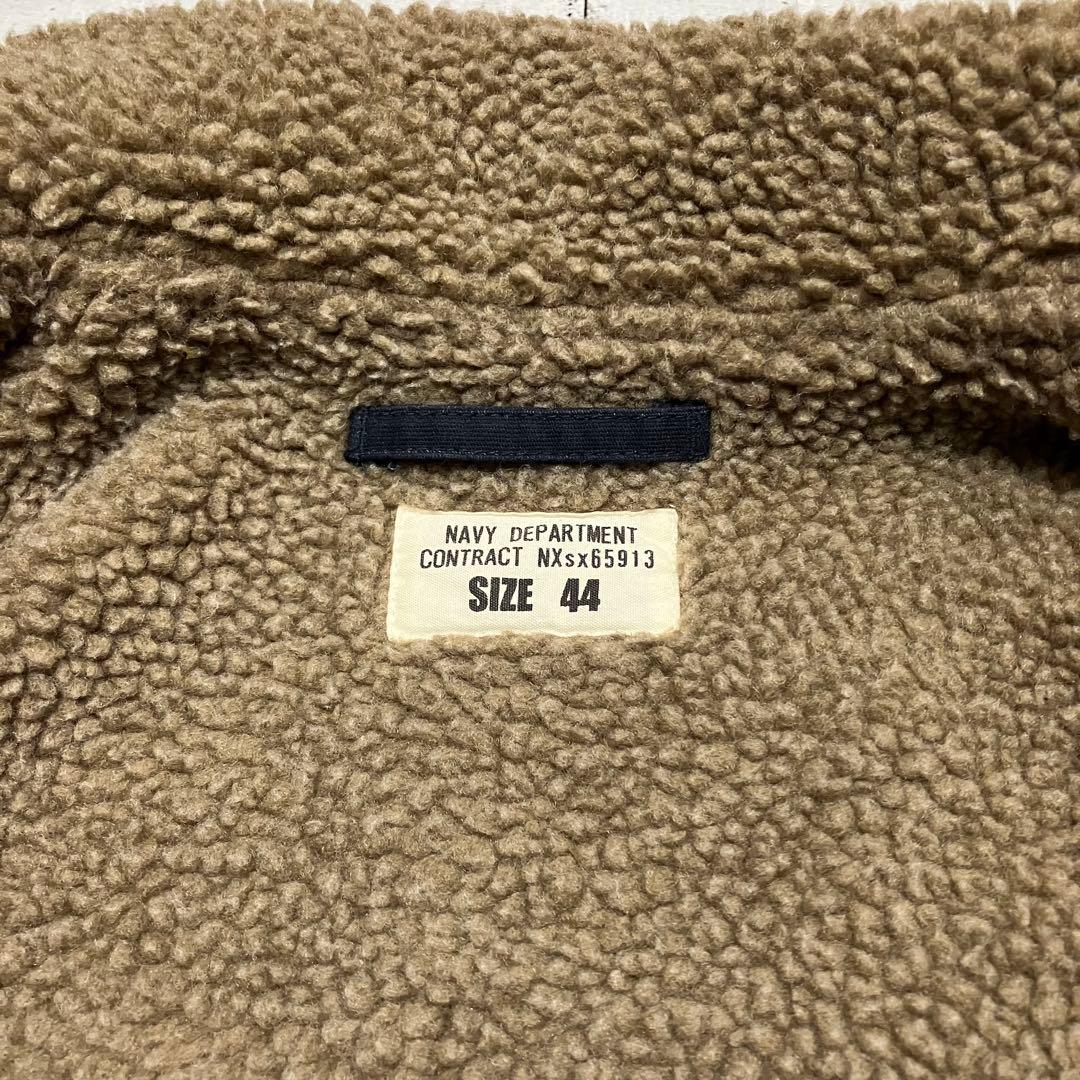 NAVY DEPARTMENT
CONTRACT NXsx65913
SIZE 44